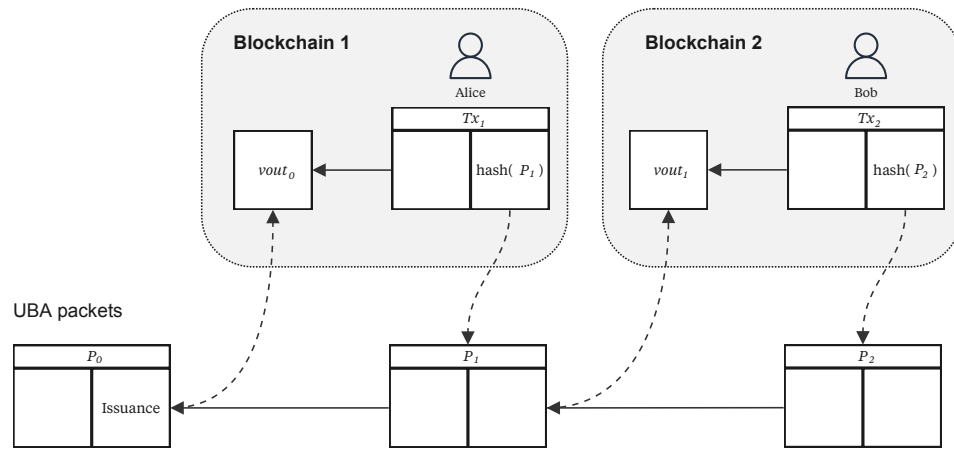 Blockchain 1
Alice
Tx₁
vout₀
hash( P₁ )
Blockchain 2
Bob
Tx₂
vout₁
hash( P₂ )
UBA packets
P₀
Issuance
P₁
P₂